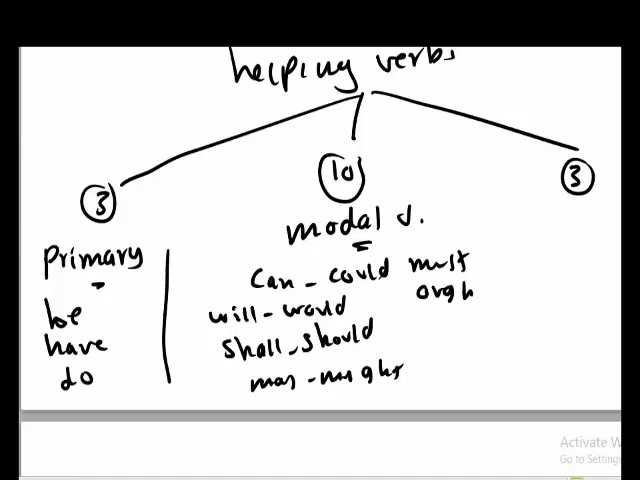 helping verbs
3 10 3
modal v.
primary
can - could must
be will - would ough
have shall - should
do may - might
Activate W
Go to Settings